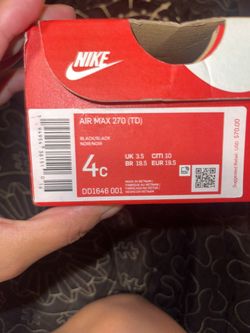 NIKE
AIR MAX 270 (TD)
BLACK/BLACK
NOIR/NOIR
4C
UK 3.5 cm 10
BR 18.5 EUR 19.5
DD1646 001
MADE IN VIETNAM
Suggested Retail USD $70.00